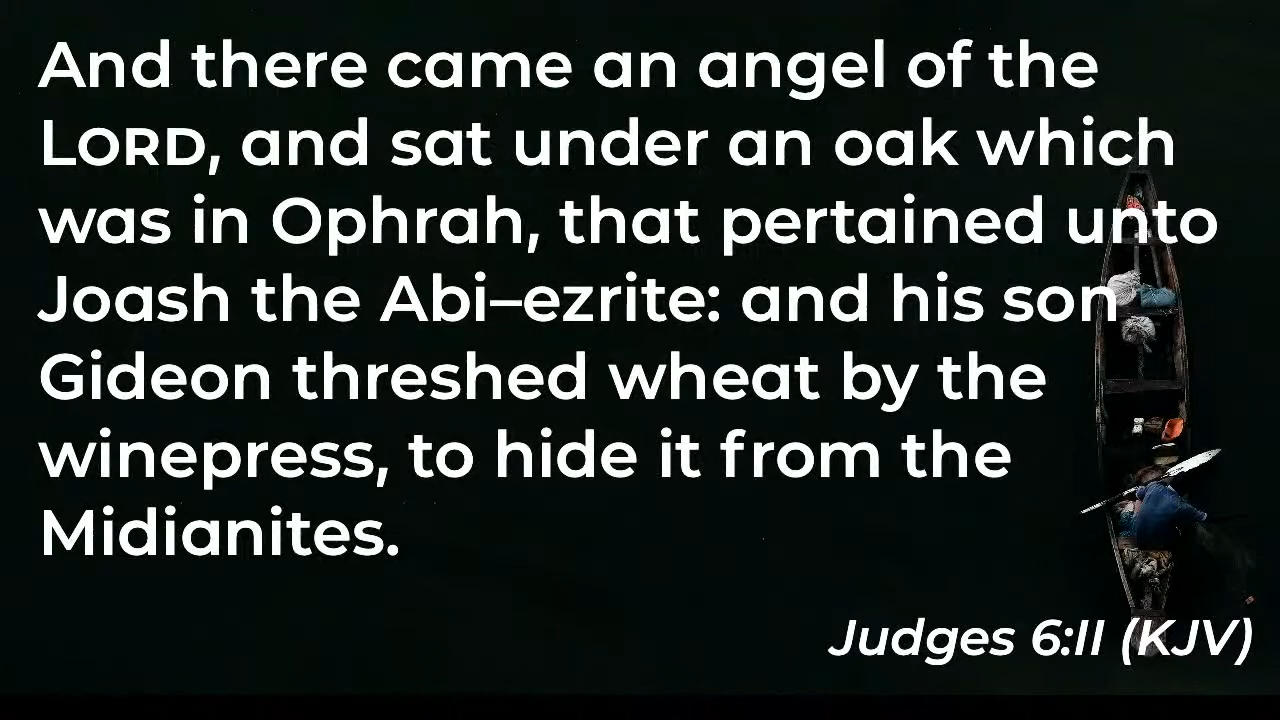 And there came an angel of the
LORD, and sat under an oak which
was in Ophrah, that pertained unto
Joash the Abi–ezrite: and his son
Gideon threshed wheat by the
winepress, to hide it from the
Midianites.
Judges 6:II (KJV)